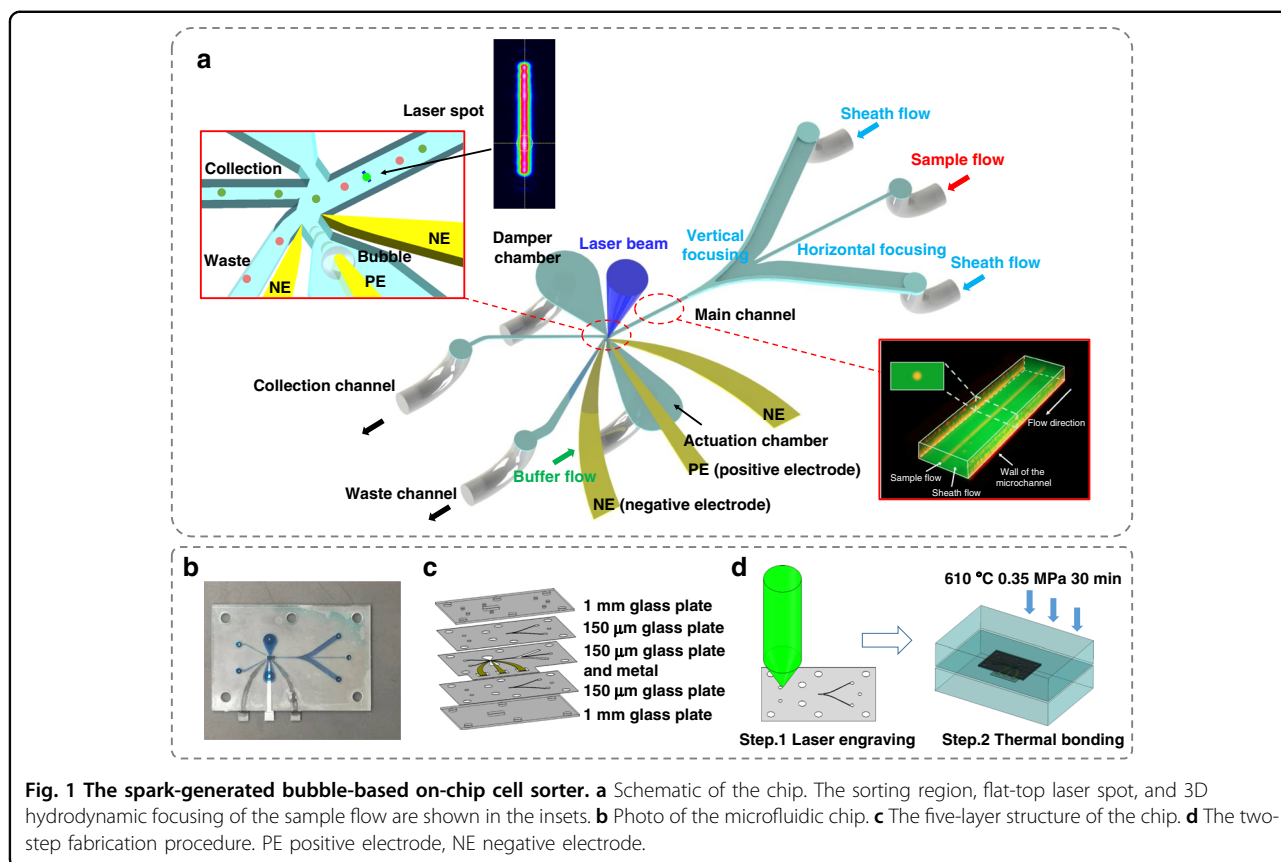 a
Laser spot
Sheath flow
Sample flow
Collection
Waste
NE
NE
Bubble
PE
Damper
chamber
Laser beam
Vertical
focusing
Horizontal focusing
Sheath flow
Main channel
Collection channel
NE
Actuation chamber
PE (positive electrode)
Buffer flow
Waste channel
NE (negative electrode)
Flow direction
Sample flow
Sheath flow
Wall of the
microchannel
b
c
1 mm glass plate
150 μm glass plate
150 μm glass plate
and metal
150 μm glass plate
1 mm glass plate
d
610 °C 0.35 MPa 30 min
Step.1 Laser engraving
Step.2 Thermal bonding
Fig. 1 The spark-generated bubble-based on-chip cell sorter. a Schematic of the chip. The sorting region, flat-top laser spot, and 3D
hydrodynamic focusing of the sample flow are shown in the insets. b Photo of the microfluidic chip. c The five-layer structure of the chip. d The two-
step fabrication procedure. PE positive electrode, NE negative electrode.